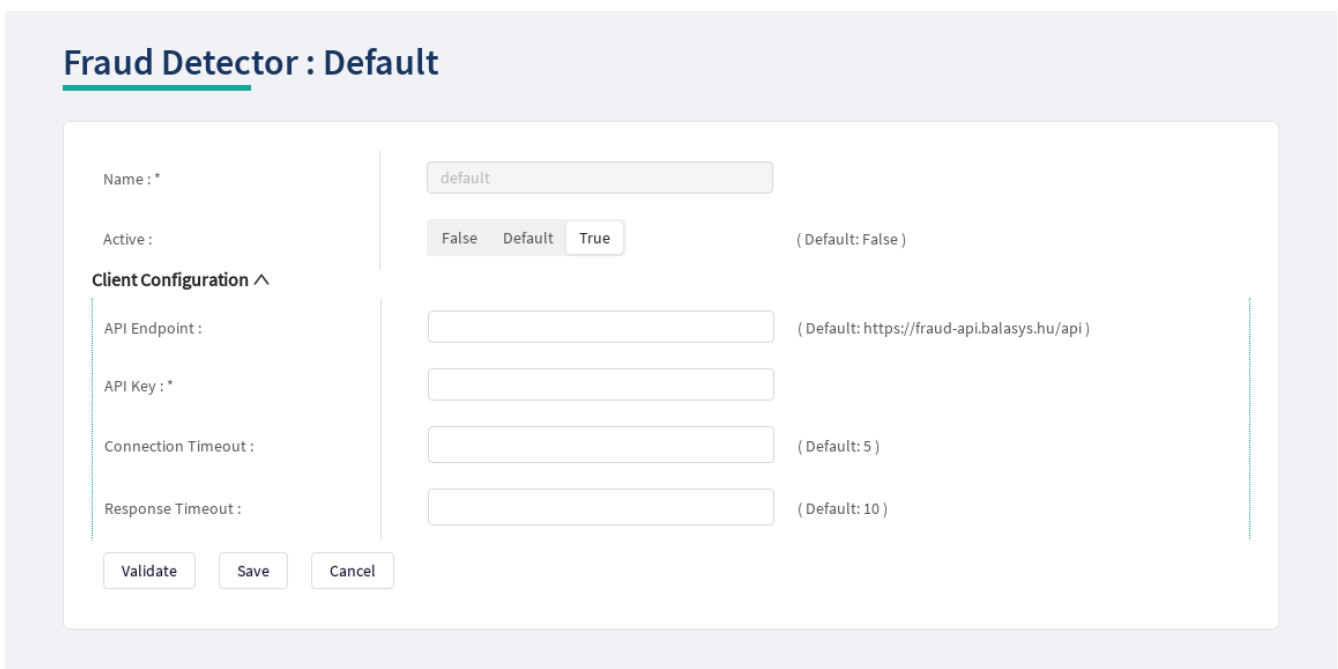 Fraud Detector : Default
Name : * default
Active : False Default True ( Default: False )
Client Configuration
API Endpoint : ( Default: https://fraud-api.balasys.hu/api )
API Key : *
Connection Timeout : ( Default: 5 )
Response Timeout : ( Default: 10 )
Validate Save Cancel